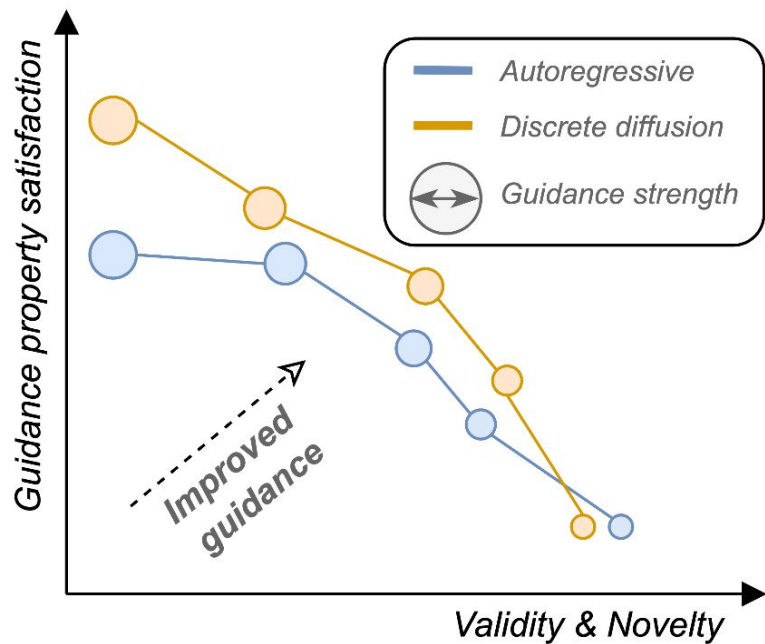 Guidance property satisfaction
Autoregressive
Discrete diffusion
Guidance strength
Improved
guidance
Validity & Novelty